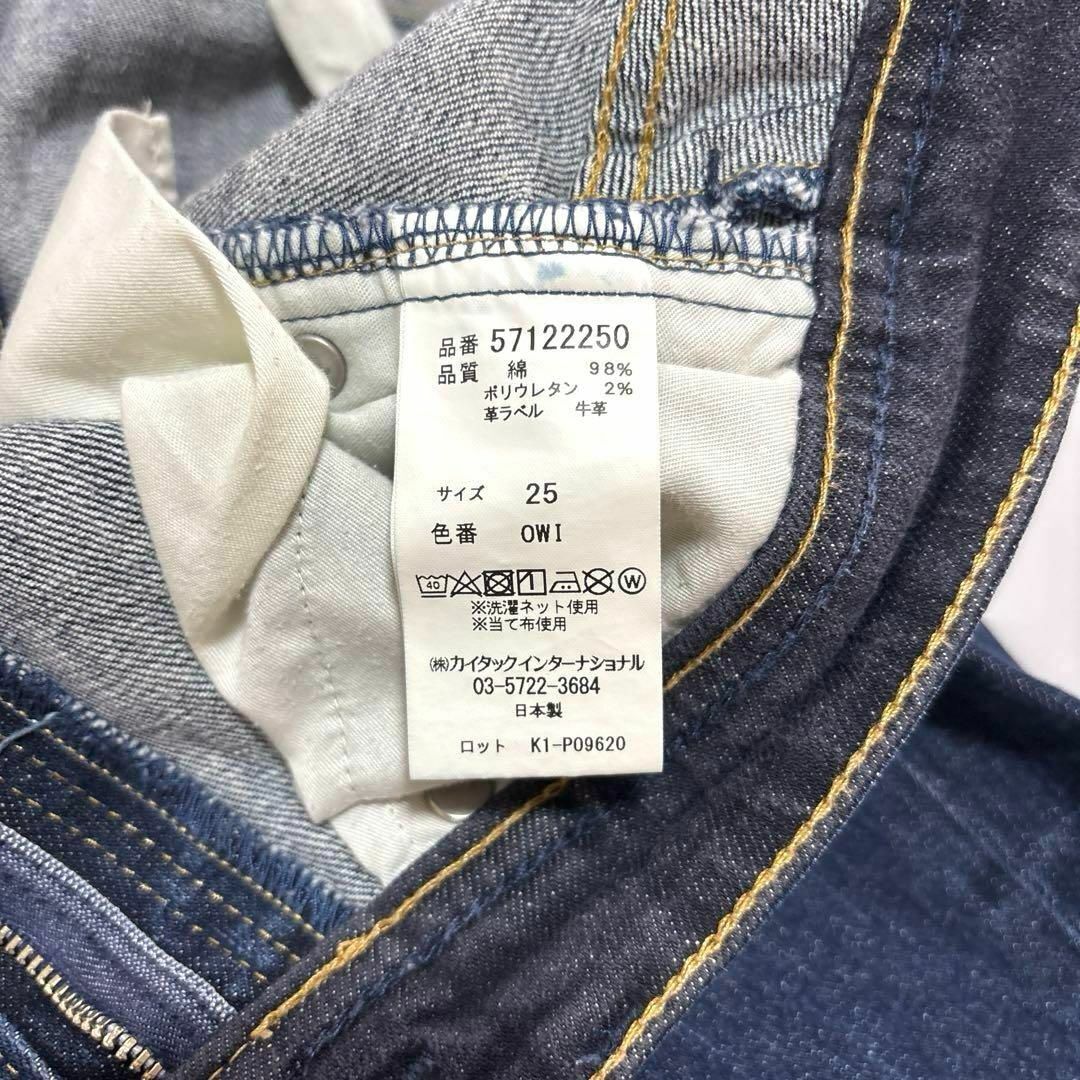 品番 57122250
品質 綿 98%
ポリウレタン 2%
革ラベル 牛革
サイズ 25
色番 OWI
40 1 W
※洗濯ネット使用
※当て布使用
㈱カイタックインターナショナル
03-5722-3684
日本製
ロット K1-P09620